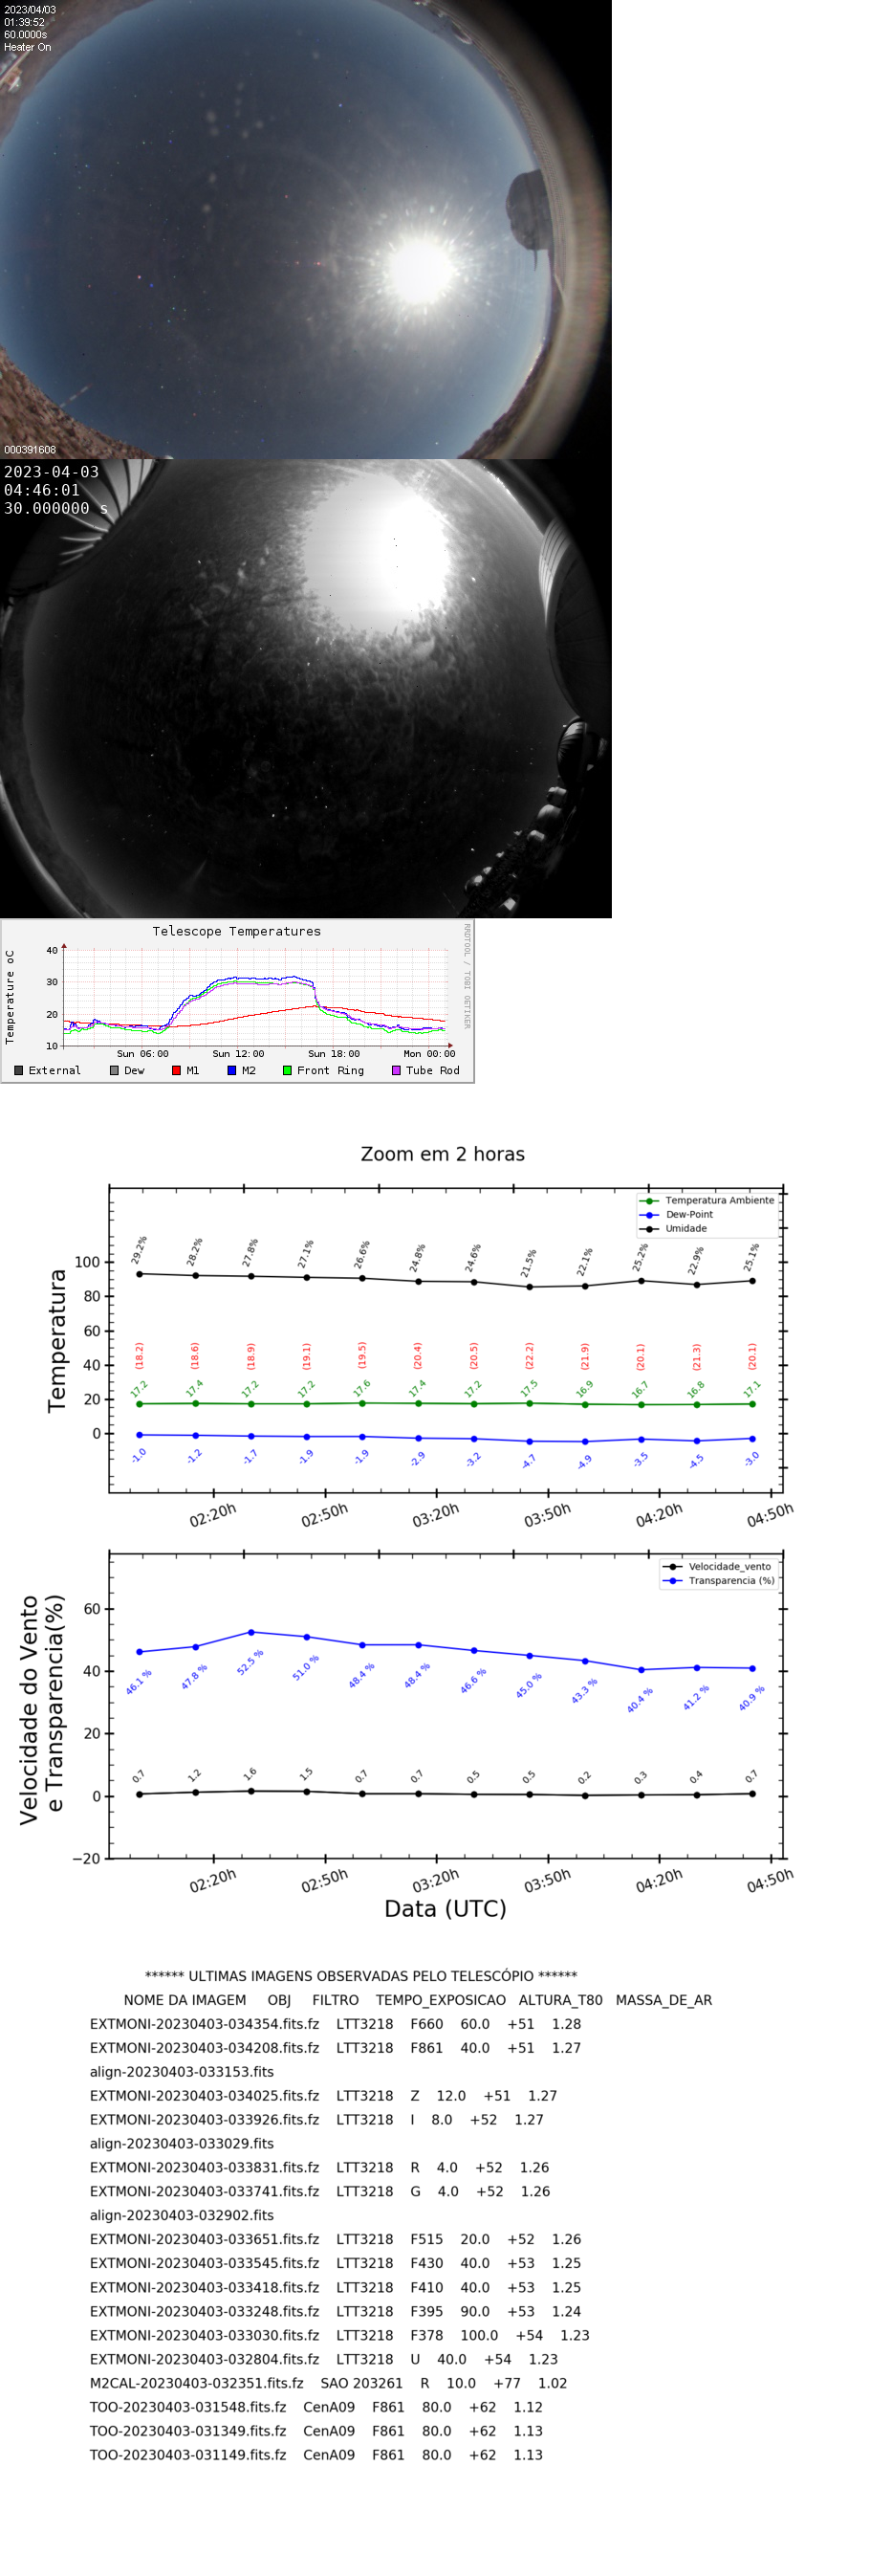 2023/04/03
01:39:52
60.0000s
Heater On
000391608
2023-04-03
04:46:01
30.000000 s
Telescope Temperatures
RRDTOOL / TOBI OETIKER
Temperature oC
40
30
20
10
Sun 06:00 Sun 12:00 Sun 18:00 Mon 00:00
External Dew M1 M2 Front Ring Tube Rod
Zoom em 2 horas
Temperatura Ambiente
Dew-Point
Umidade
Temperatura
100
80
60
40
20
0
29.2% 28.2% 27.8% 27.1% 26.6% 24.8% 24.6% 21.5% 22.1% 25.2% 22.9% 25.1%
(18.2) (18.6) (18.9) (19.1) (19.5) (20.4) (20.5) (22.2) (21.9) (20.1) (21.3) (20.1)
17.2 17.4 17.2 17.2 17.6 17.4 17.2 17.5 16.9 16.7 16.8 17.1
-1.0 -1.2 -1.7 -1.9 -1.9 -2.9 -3.2 -4.7 -4.9 -3.5 -4.5 -3.0
02:20h 02:50h 03:20h 03:50h 04:20h 04:50h
Velocidade_vento
Transparencia (%)
Velocidade do Vento
e Transparencia(%)
60
40
20
0
−20
46.1 % 47.8 % 52.5 % 51.0 % 48.4 % 48.4 % 46.6 % 45.0 % 43.3 % 40.4 % 41.2 % 40.9 %
0.7 1.2 1.6 1.5 0.7 0.7 0.5 0.5 0.2 0.3 0.4 0.7
02:20h 02:50h 03:20h 03:50h 04:20h 04:50h
Data (UTC)
****** ULTIMAS IMAGENS OBSERVADAS PELO TELESCÓPIO ******
NOME DA IMAGEM OBJ FILTRO TEMPO_EXPOSICAO ALTURA_T80 MASSA_DE_AR
EXTMONI-20230403-034354.fits.fz LTT3218 F660 60.0 +51 1.28
EXTMONI-20230403-034208.fits.fz LTT3218 F861 40.0 +51 1.27
align-20230403-033153.fits
EXTMONI-20230403-034025.fits.fz LTT3218 Z 12.0 +51 1.27
EXTMONI-20230403-033926.fits.fz LTT3218 I 8.0 +52 1.27
align-20230403-033029.fits
EXTMONI-20230403-033831.fits.fz LTT3218 R 4.0 +52 1.26
EXTMONI-20230403-033741.fits.fz LTT3218 G 4.0 +52 1.26
align-20230403-032902.fits
EXTMONI-20230403-033651.fits.fz LTT3218 F515 20.0 +52 1.26
EXTMONI-20230403-033545.fits.fz LTT3218 F430 40.0 +53 1.25
EXTMONI-20230403-033418.fits.fz LTT3218 F410 40.0 +53 1.25
EXTMONI-20230403-033248.fits.fz LTT3218 F395 90.0 +53 1.24
EXTMONI-20230403-033030.fits.fz LTT3218 F378 100.0 +54 1.23
EXTMONI-20230403-032804.fits.fz LTT3218 U 40.0 +54 1.23
M2CAL-20230403-032351.fits.fz SAO 203261 R 10.0 +77 1.02
TOO-20230403-031548.fits.fz CenA09 F861 80.0 +62 1.12
TOO-20230403-031349.fits.fz CenA09 F861 80.0 +62 1.13
TOO-20230403-031149.fits.fz CenA09 F861 80.0 +62 1.13